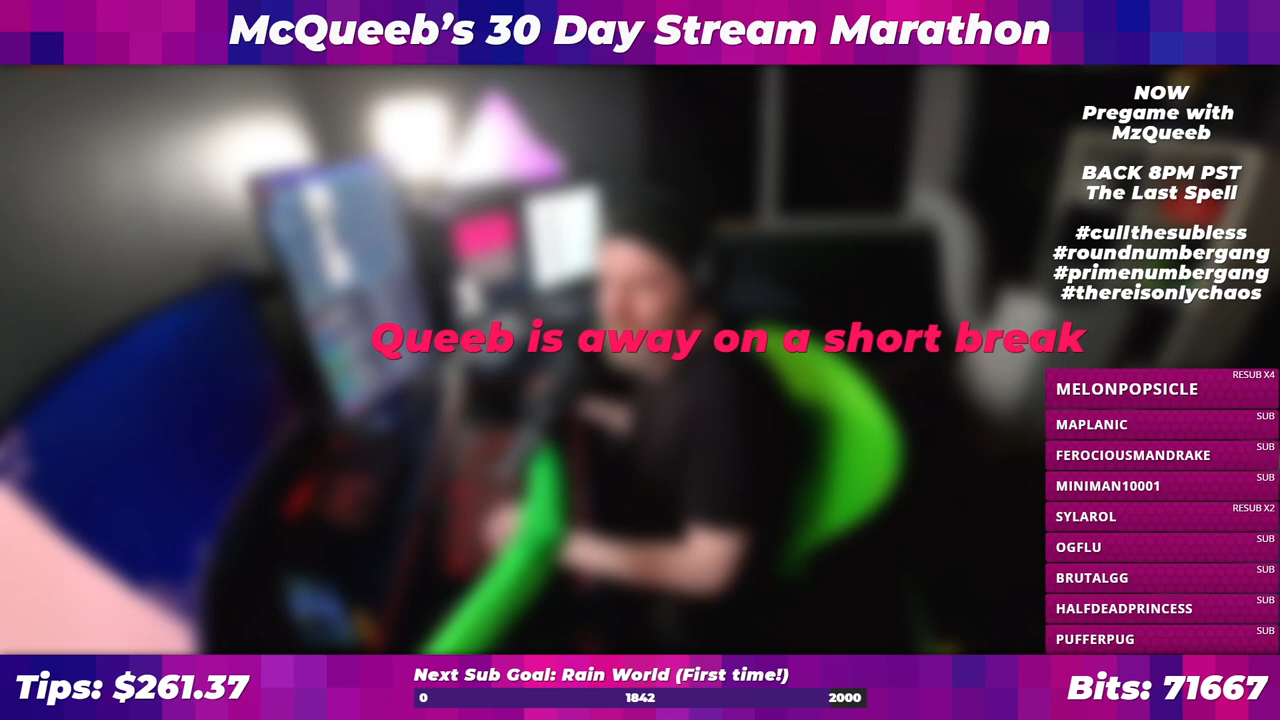 McQueeb's 30 Day Stream Marathon
NOW
Pregame with
MzQueeb
BACK 8PM PST
The Last Spell
#cullthesubless
#roundnumbergang
#primenumbergang
#thereisonlychaos
Queeb is away on a short break
RESUB X4
MELONPOPSICLE
SUB
MAPLANIC
SUB
FEROCIOUSMANDRAKE
SUB
MINIMAN10001
RESUB X2
SYLAROL
SUB
OGFLU
SUB
BRUTALGG
SUB
HALFDEADPRINCESS
SUB
PUFFERPUG
Tips: $261.37
Next Sub Goal: Rain World (First time!)
0 1842 2000
Bits: 71667